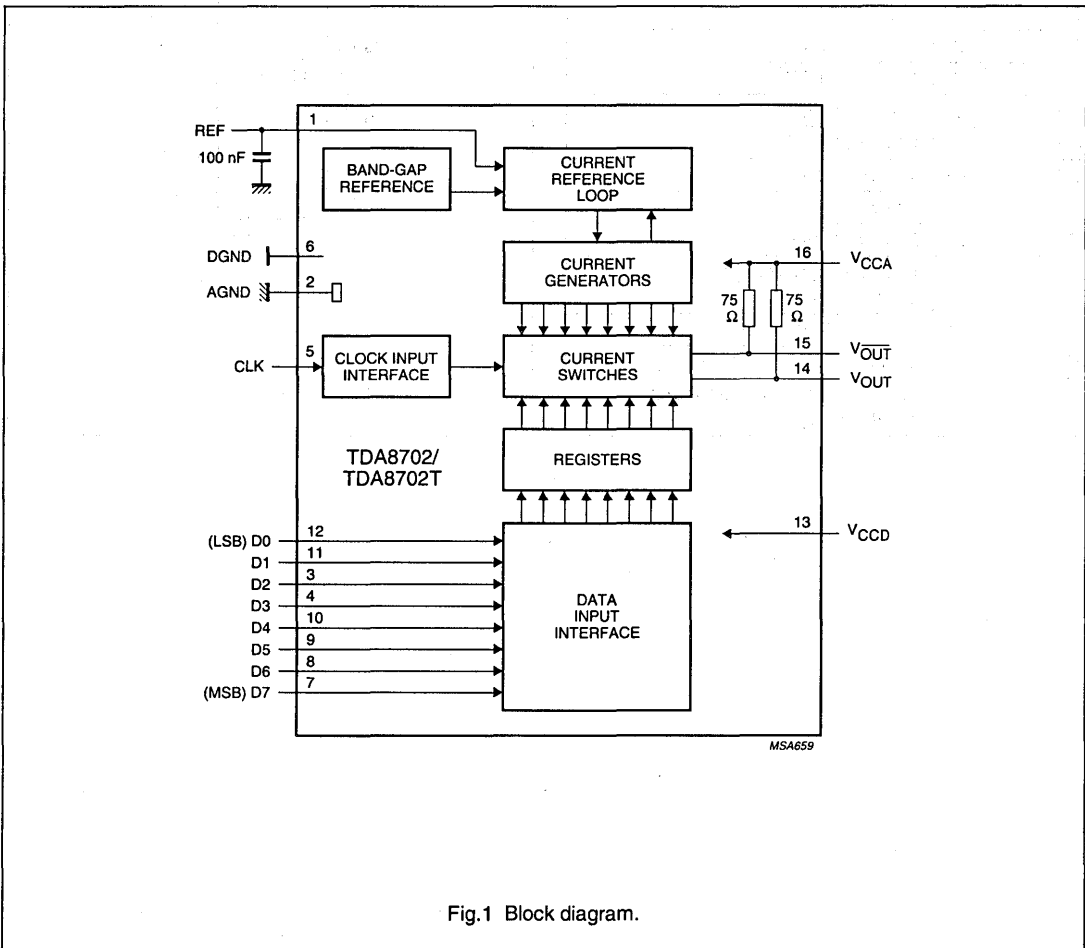 REF
1
100 nF
BAND-GAP
REFERENCE
CURRENT
REFERENCE
LOOP
DGND
6
AGND
2
CURRENT
GENERATORS
16
VCCA
75
Ω
75
Ω
CLK
5
CLOCK INPUT
INTERFACE
CURRENT
SWITCHES
15
V\overline{OUT}
14
VOUT
TDA8702/
TDA8702T
REGISTERS
13
VCCD
(LSB) D0
12
D1
11
D2
3
D3
4
D4
10
D5
9
D6
8
(MSB) D7
7
DATA
INPUT
INTERFACE
MSA659
Fig.1 Block diagram.